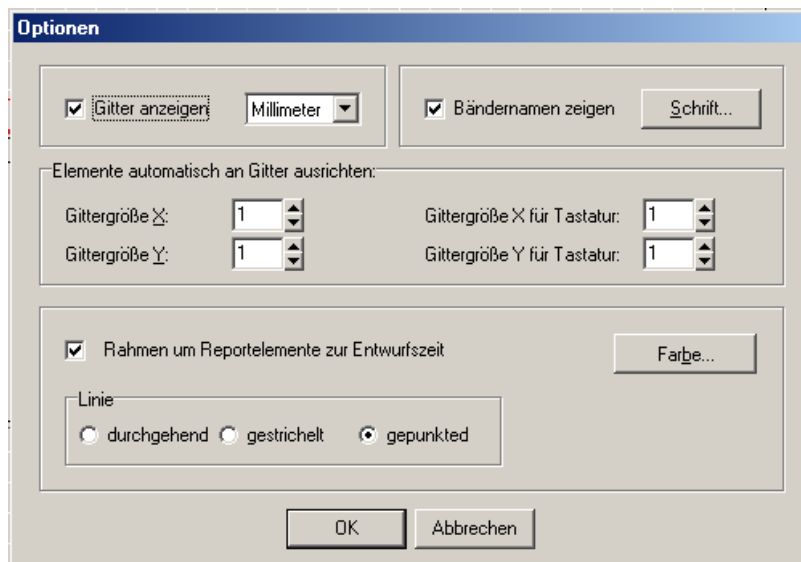 Optionen
Gitter anzeigen Millimeter Bändernamen zeigen Schrift...
Elemente automatisch an Gitter ausrichten:
Gittergröße X: 1 Gittergröße X für Tastatur: 1
Gittergröße Y: 1 Gittergröße Y für Tastatur: 1
Rahmen um Reportelemente zur Entwurfszeit Farbe...
Linie
durchgehend gestrichelt gepunkted
OK Abbrechen